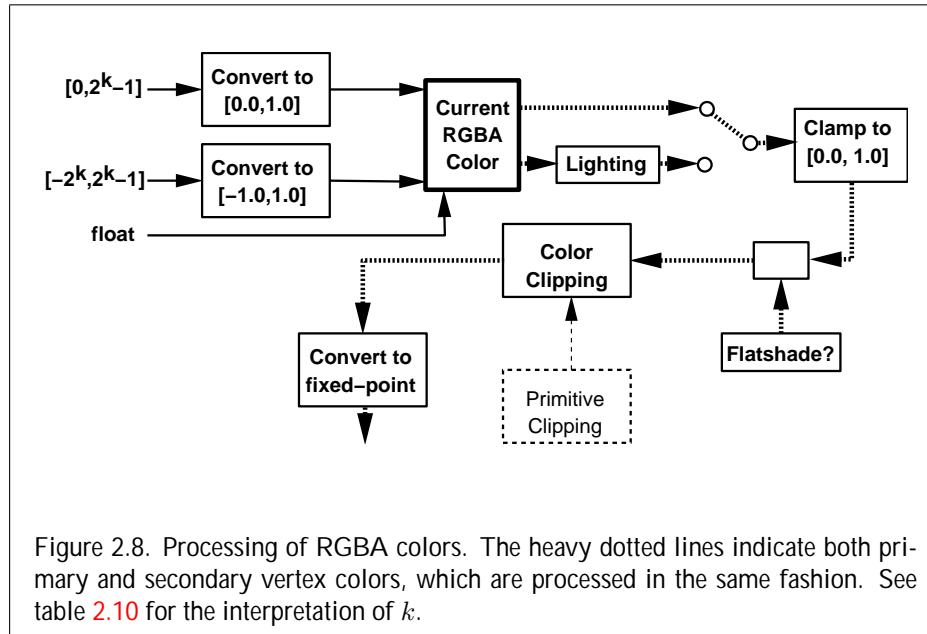 [0,2^k−1]
Convert to
[0.0,1.0]
Current
RGBA
Color
Clamp to
[0.0, 1.0]
[−2^k,2^k−1]
Convert to
[−1.0,1.0]
Lighting
float
Color
Clipping
Flatshade?
Convert to
fixed−point
Primitive
Clipping
Figure 2.8. Processing of RGBA colors. The heavy dotted lines indicate both pri-
mary and secondary vertex colors, which are processed in the same fashion. See
table 2.10 for the interpretation of k.